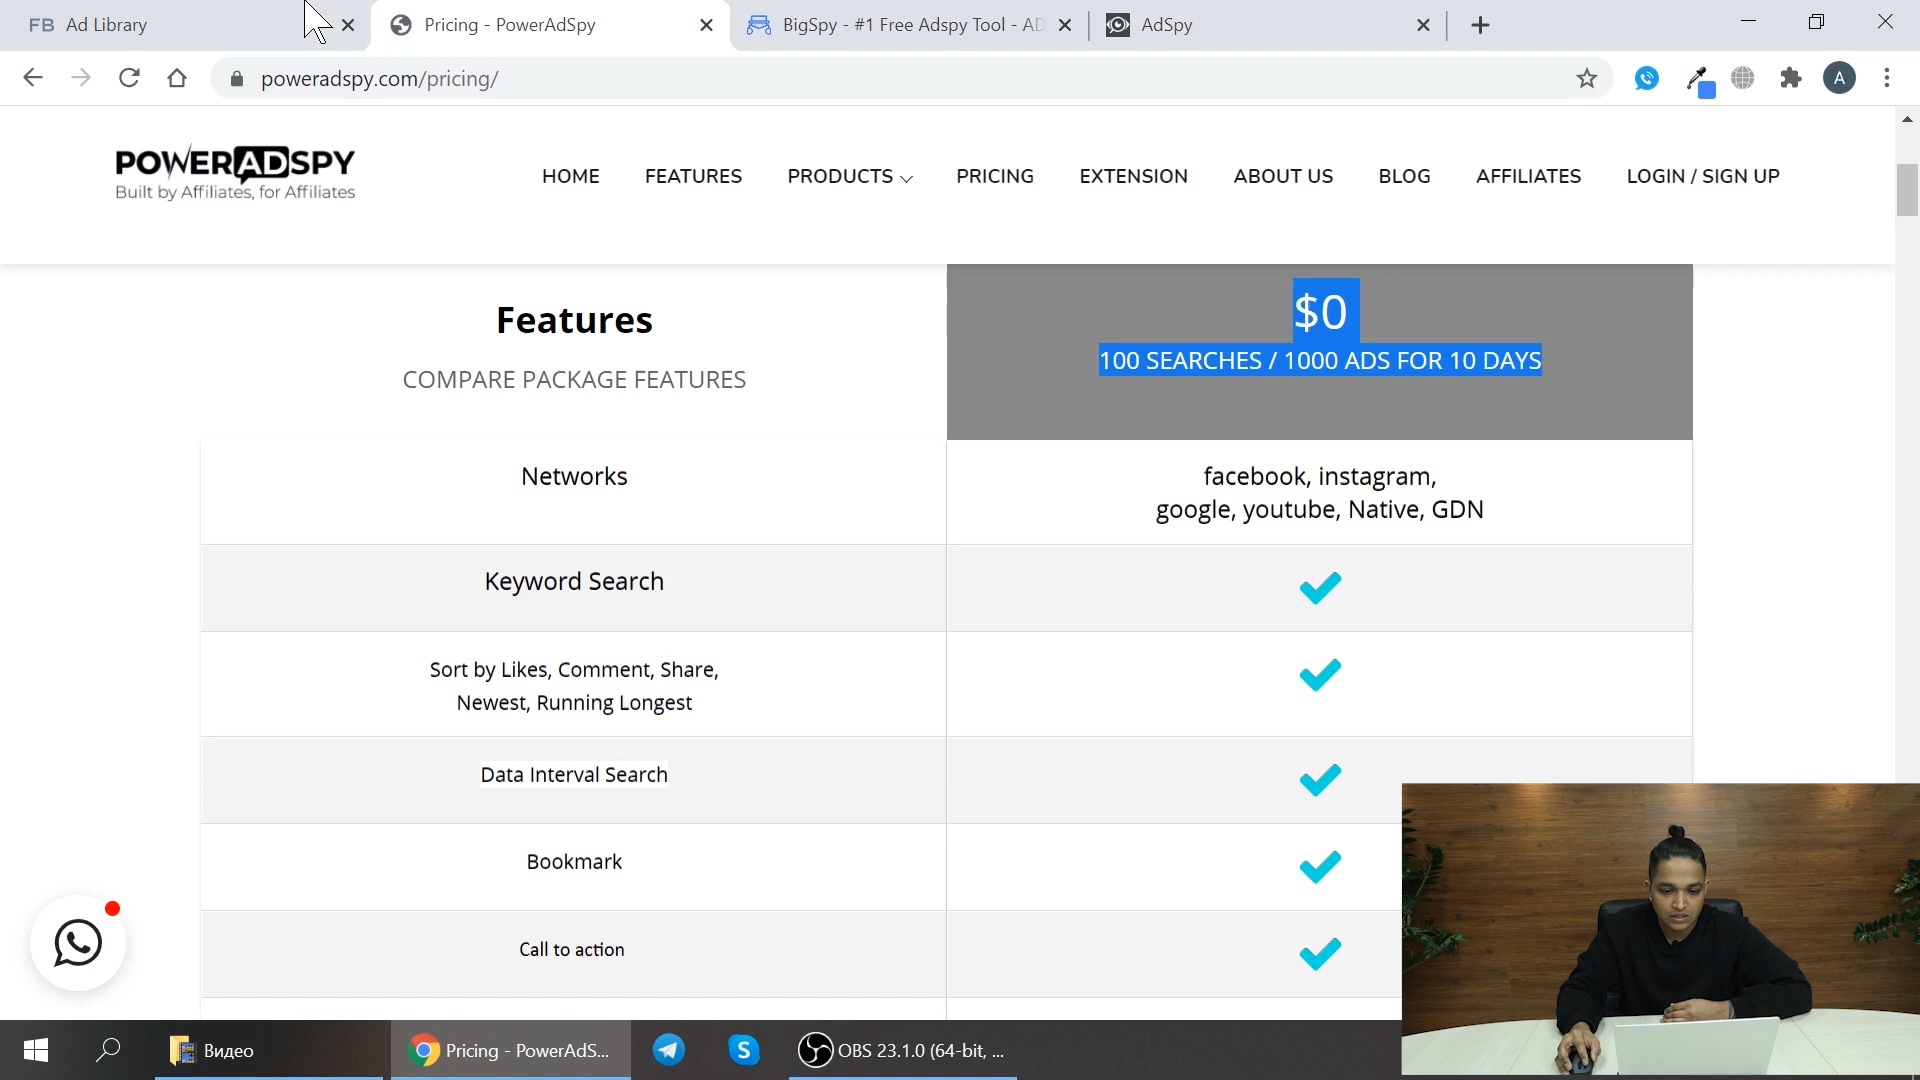 FB Ad Library
Pricing - PowerAdSpy
BigSpy - #1 Free Adspy Tool - AD
AdSpy
poweradspy.com/pricing/
A
POWERADSPY
Built by Affiliates, for Affiliates
HOME
FEATURES
PRODUCTS
PRICING
EXTENSION
ABOUT US
BLOG
AFFILIATES
LOGIN / SIGN UP
Features
COMPARE PACKAGE FEATURES
$0
100 SEARCHES / 1000 ADS FOR 10 DAYS
Networks
facebook, instagram,
google, youtube, Native, GDN
Keyword Search
Sort by Likes, Comment, Share,
Newest, Running Longest
Data Interval Search
Bookmark
Call to action
Видео
Pricing - PowerAdS...
S
OBS 23.1.0 (64-bit, ...